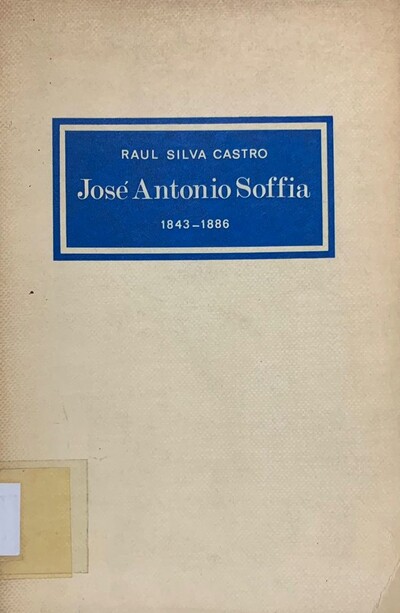 RAUL SILVA CASTRO
José Antonio Soffia
1843-1886